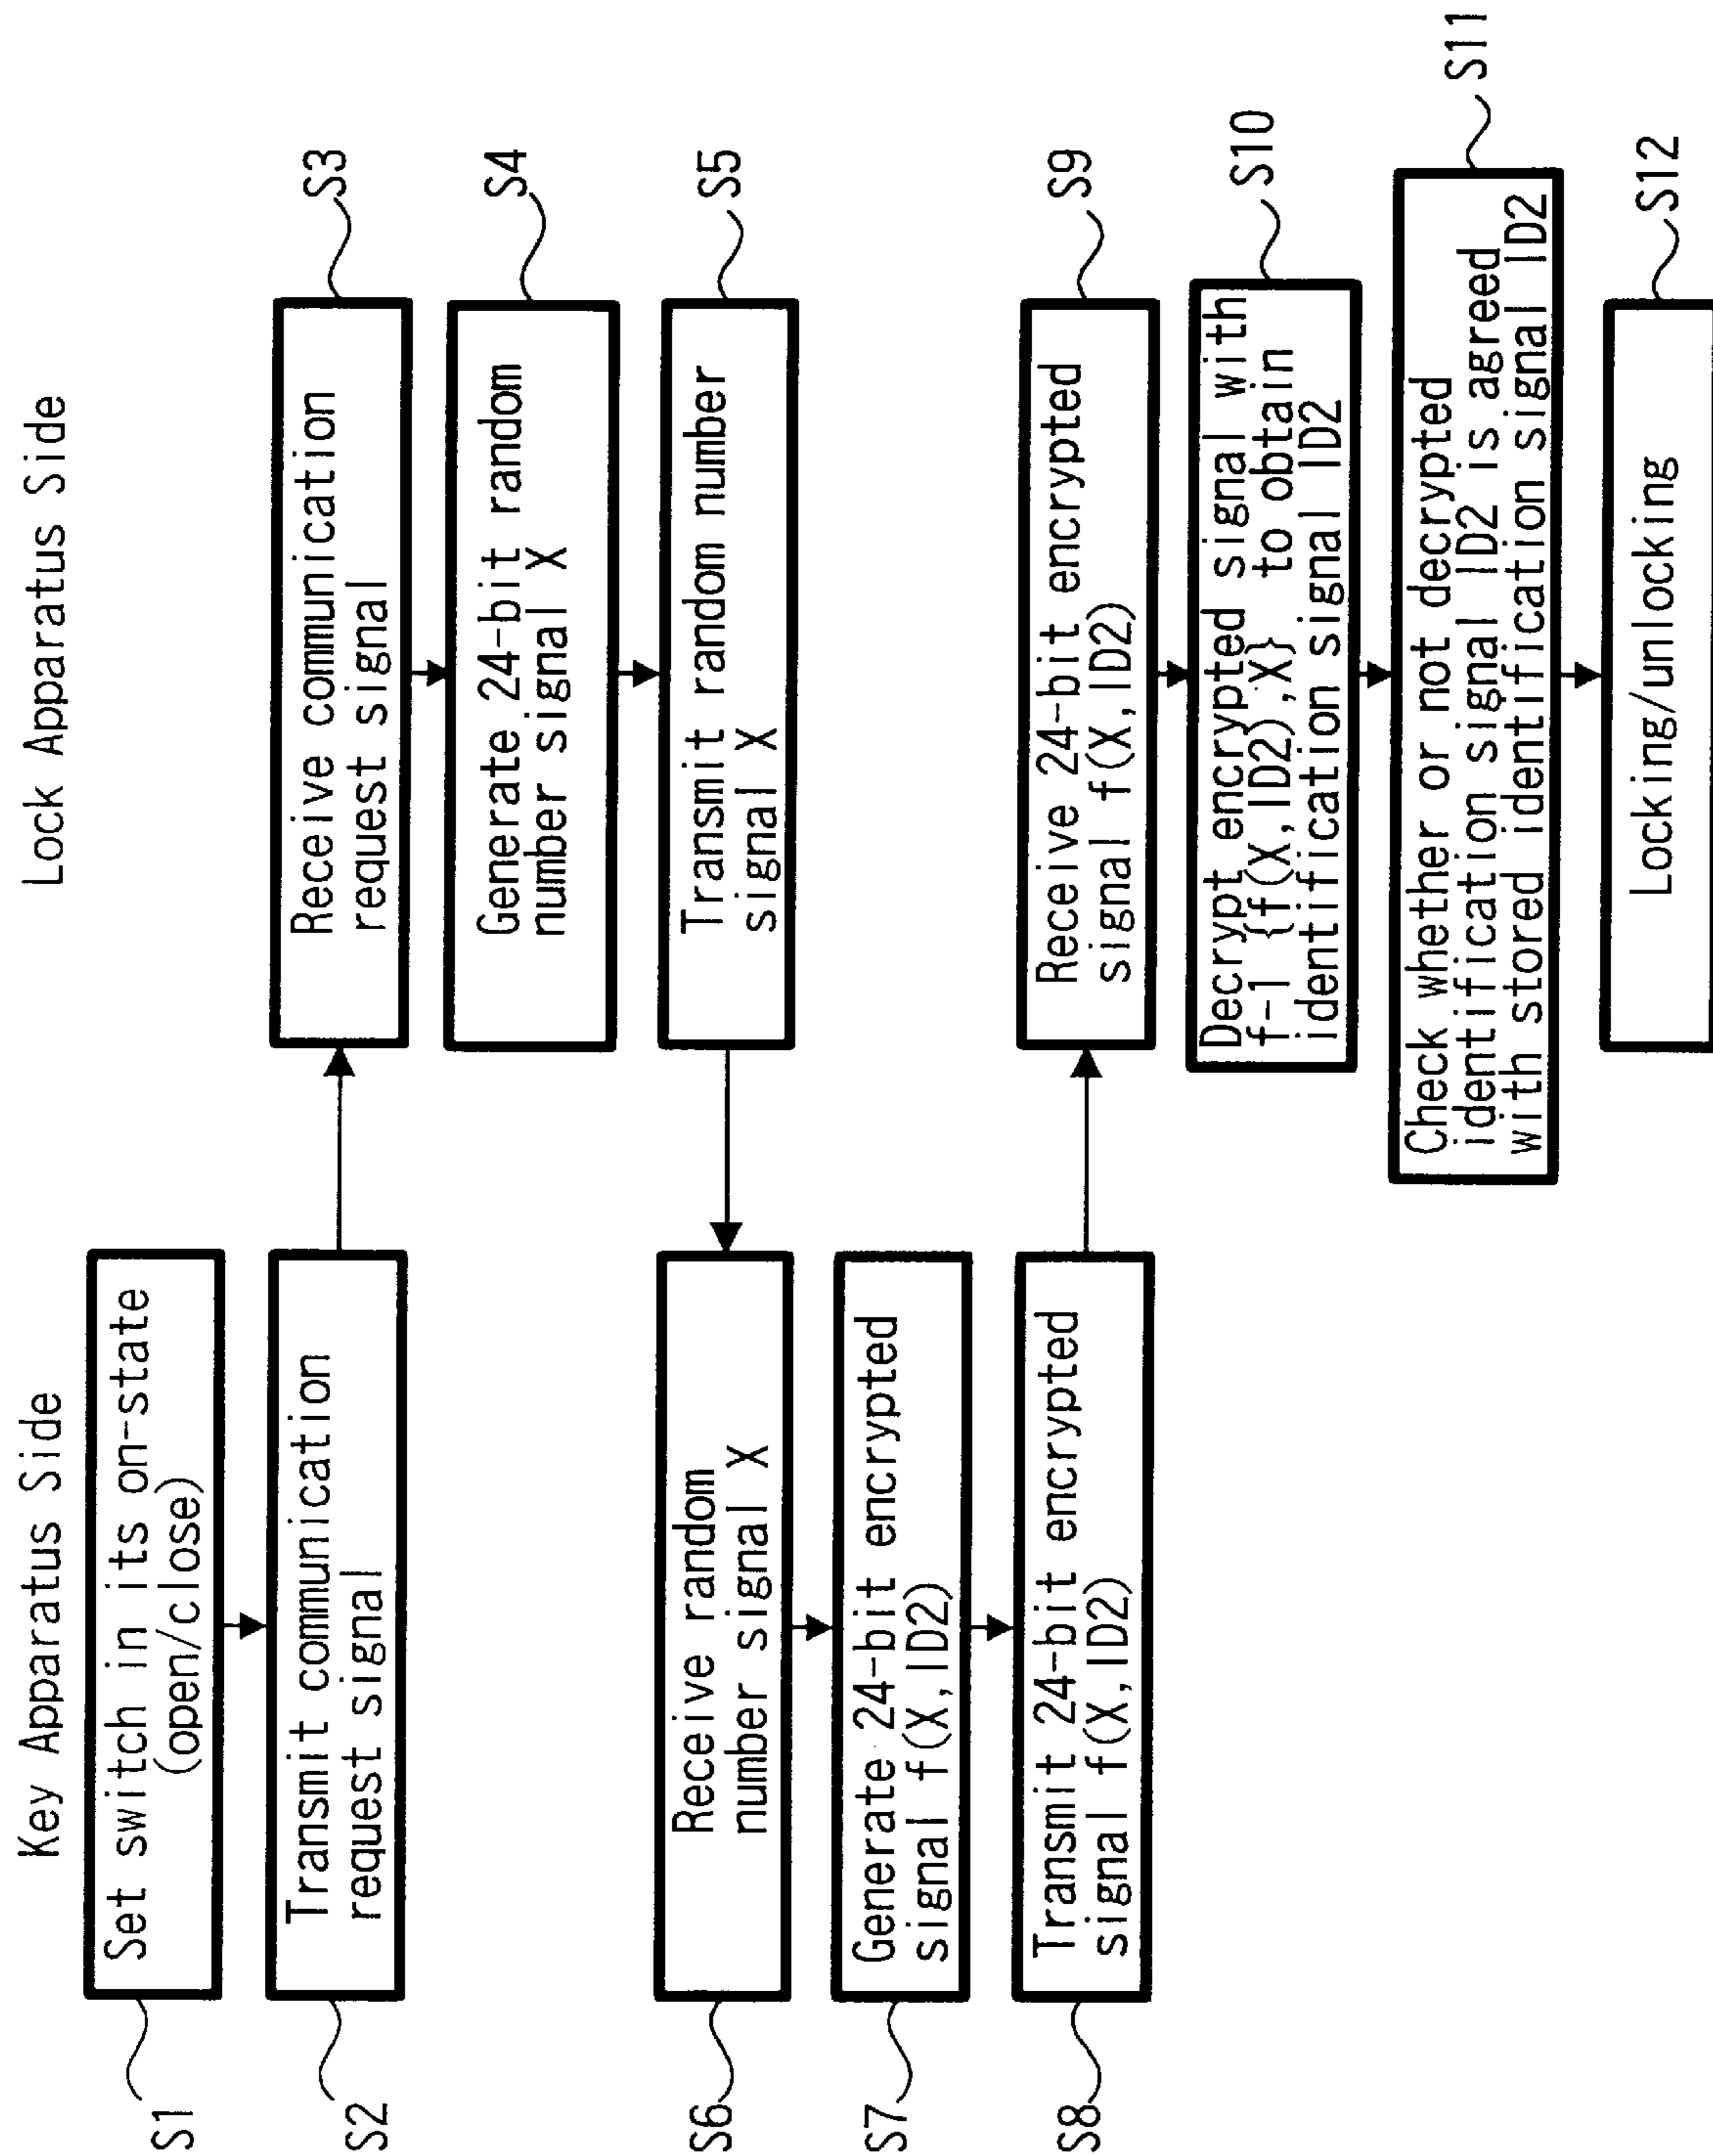 Key Apparatus Side
Lock Apparatus Side
S1
Set switch in its on-state
(open/close)
S2
Transmit communication
request signal
Receive communication
request signal
S3
Generate 24-bit random
number signal X
S4
Transmit random number
signal X
S5
S6
Receive random
number signal X
S7
Generate 24-bit encrypted
signal f(X,ID2)
S8
Transmit 24-bit encrypted
signal f(X,ID2)
Receive 24-bit encrypted
signal f(X,ID2)
S9
Decrypt encrypted signal with
f-1 {f(X,ID2),X} to obtain
identification signal ID2
S10
Check whether or not decrypted
identification signal ID2 is agreed
with stored identification signal ID2
S11
Locking/unlocking
S12